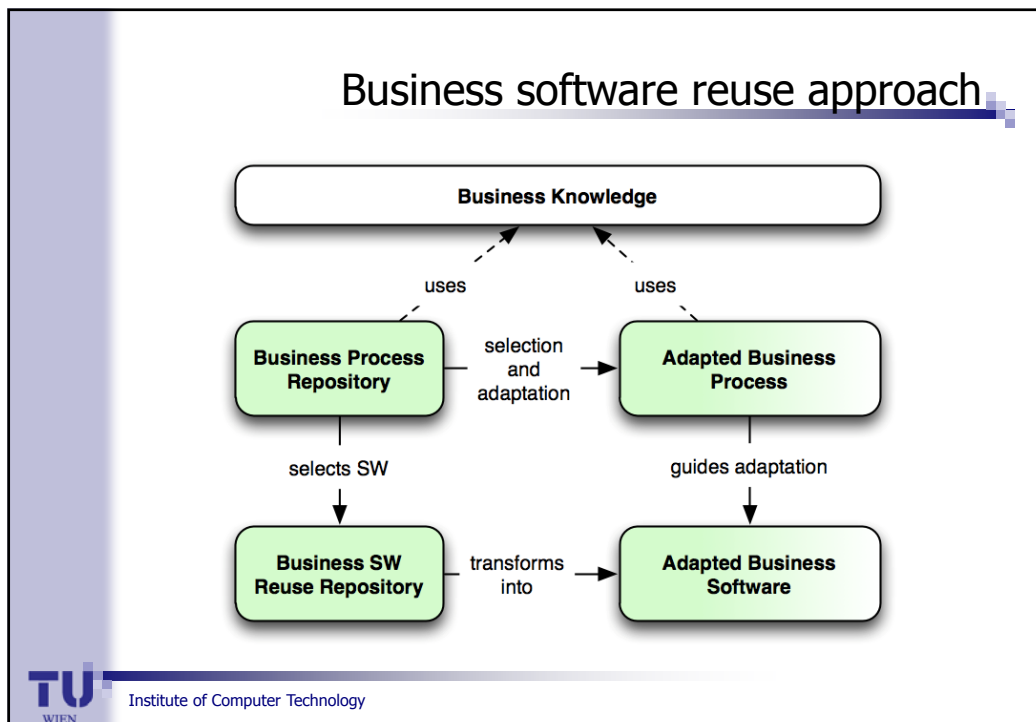 Business software reuse approach
Business Knowledge
uses
uses
Business Process
Repository
selection
and
adaptation
Adapted Business
Process
selects SW
guides adaptation
Business SW
Reuse Repository
transforms
into
Adapted Business
Software
TU
WIEN
Institute of Computer Technology